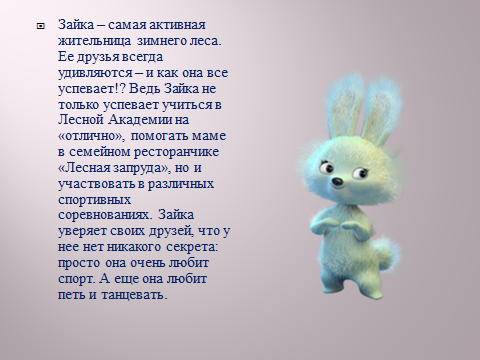 Зайка – самая активная
жительница зимнего леса.
Ее друзья всегда
удивляются – и как она все
успевает!? Ведь Зайка не
только успевает учиться в
Лесной Академии на
«отлично», помогать маме
в семейном ресторанчике
«Лесная запруда», но и
участвовать в различных
спортивных
соревнованиях. Зайка
уверяет своих друзей, что у
нее нет никакого секрета:
просто она очень любит
спорт. А еще она любит
петь и танцевать.